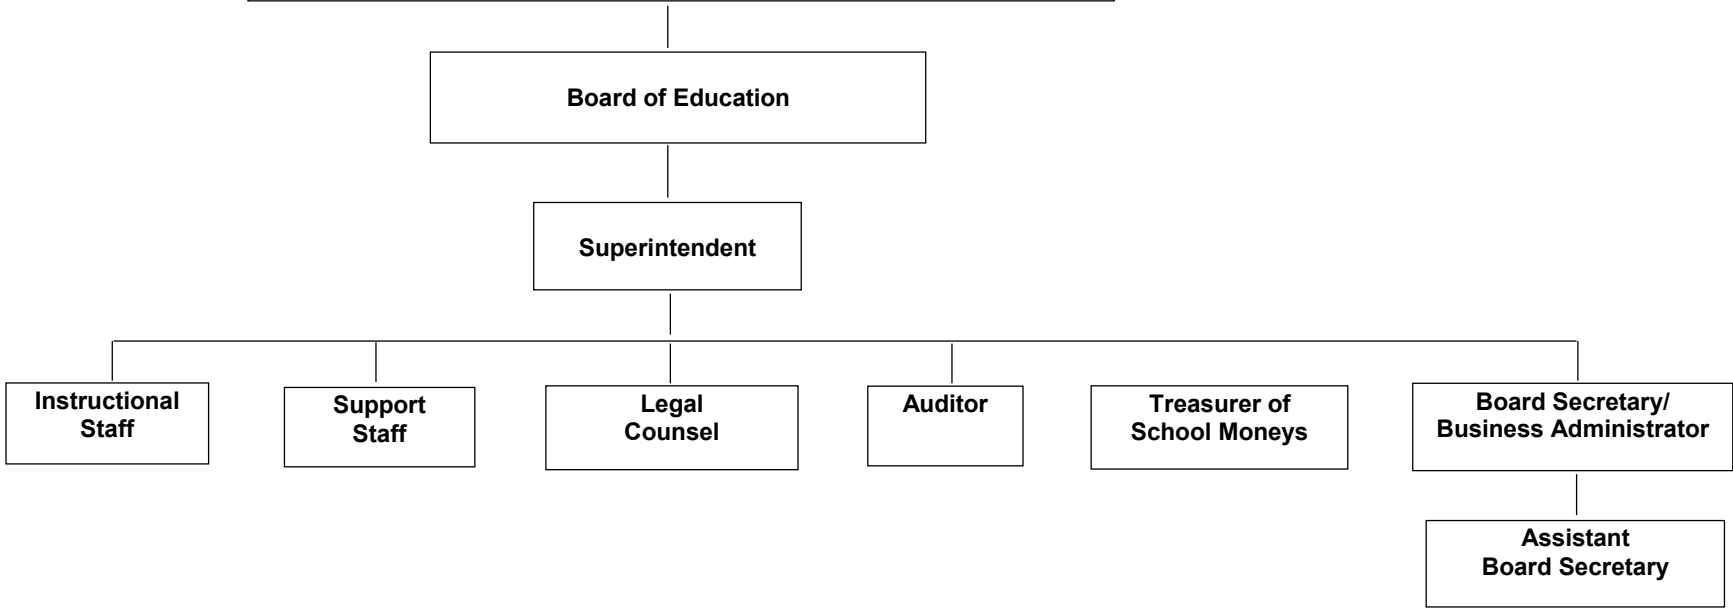 Board of Education
Superintendent
Instructional
Staff
Support
Staff
Legal
Counsel
Auditor
Treasurer of
School Moneys
Board Secretary/
Business Administrator
Assistant
Board Secretary